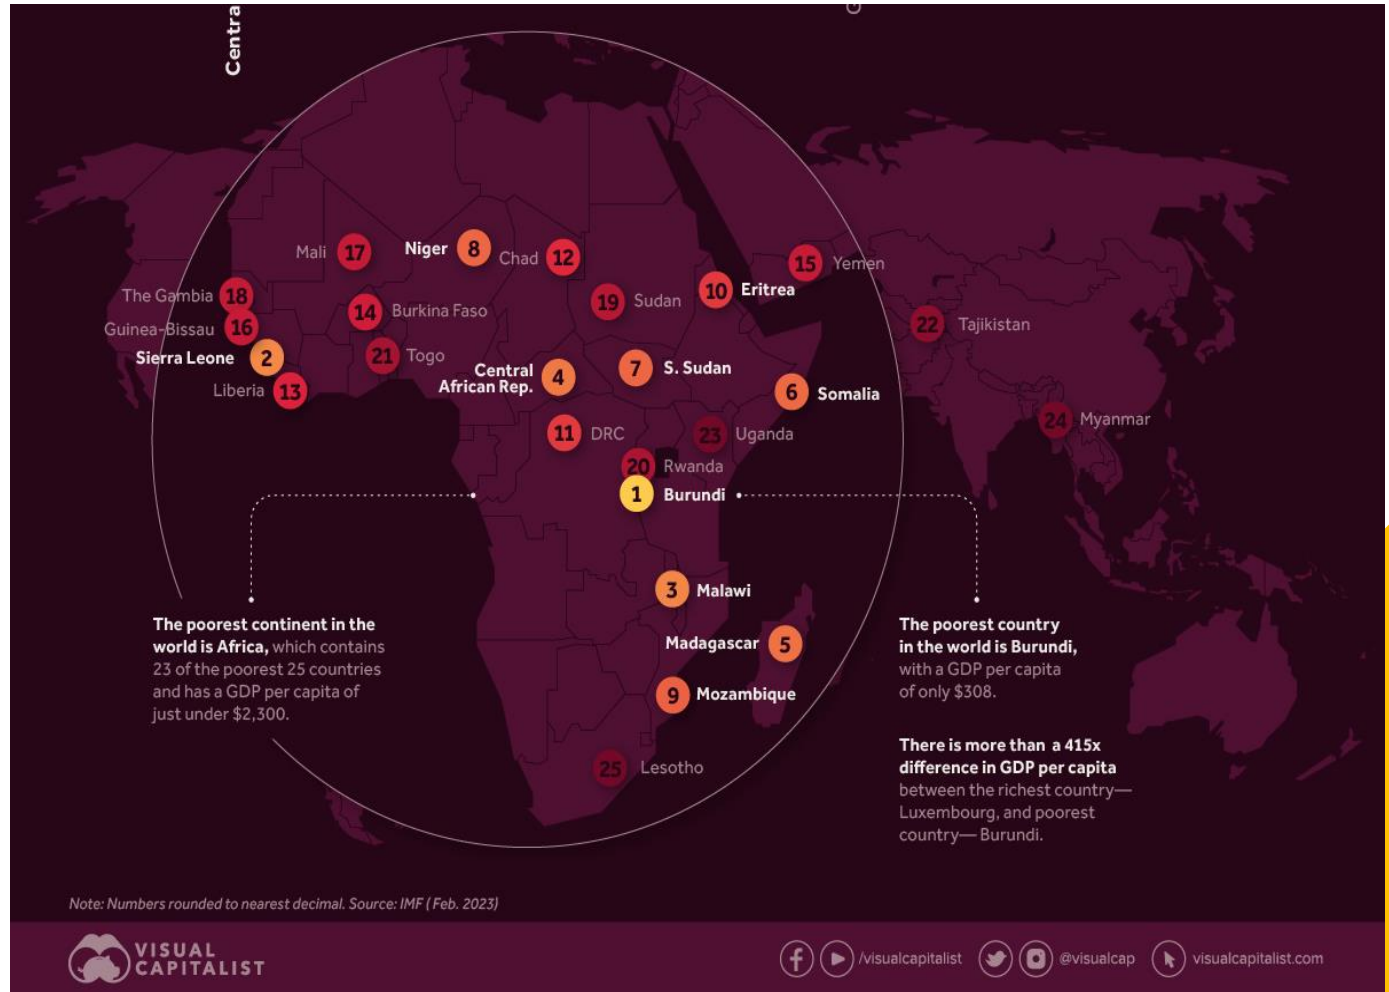 Centra
G
Mali 17
Niger 8
Chad 12
15 Yemen
The Gambia 18
14 Burkina Faso
19 Sudan
10 Eritrea
Guinea-Bissau 16
22 Tajikistan
Sierra Leone 2
21 Togo
Central
African Rep. 4
7 S. Sudan
Liberia 13
6 Somalia
11 DRC
23 Uganda
24 Myanmar
20 Rwanda
1 Burundi
3 Malawi
Madagascar 5
9 Mozambique
25 Lesotho
The poorest continent in the
world is Africa, which contains
23 of the poorest 25 countries
and has a GDP per capita of
just under $2,300.
The poorest country
in the world is Burundi,
with a GDP per capita
of only $308.
There is more than a 415x
difference in GDP per capita
between the richest country—
Luxembourg, and poorest
country— Burundi.
Note: Numbers rounded to nearest decimal. Source: IMF (Feb. 2023)
VISUAL
CAPITALIST
/visualcapitalist
@visualcap
visualcapitalist.com